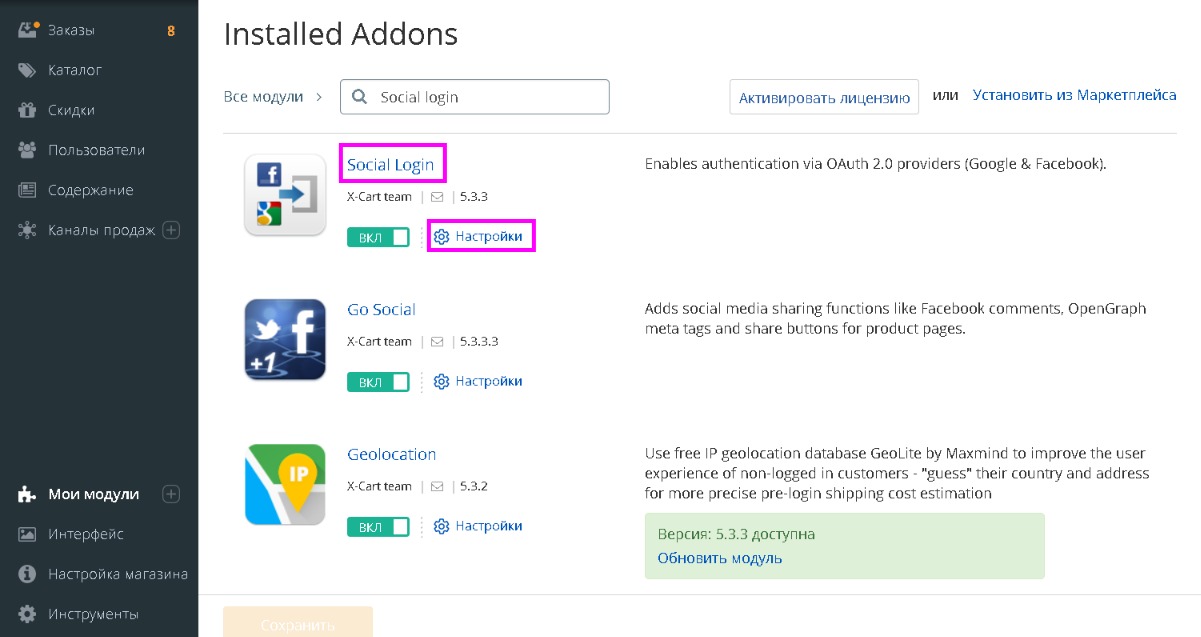 Заказы 8
Каталог
Скидки
Пользователи
Содержание
Каналы продаж
Мои модули
Интерфейс
Настройка магазина
Инструменты
Installed Addons
Все модули
Social login
Активировать лицензию или Установить из Маркетплейса
Social Login
X-Cart team | | 5.3.3
ВКЛ Настройки
Enables authentication via OAuth 2.0 providers (Google & Facebook).
Go Social
X-Cart team | | 5.3.3.3
ВКЛ Настройки
Adds social media sharing functions like Facebook comments, OpenGraph
meta tags and share buttons for product pages.
+1
IP
Geolocation
X-Cart team | | 5.3.2
ВКЛ Настройки
Use free IP geolocation database GeoLite by Maxmind to improve the user
experience of non-logged in customers - "guess" their country and address
for more precise pre-login shipping cost estimation
Версия: 5.3.3 доступна
Обновить модуль
Сохранить